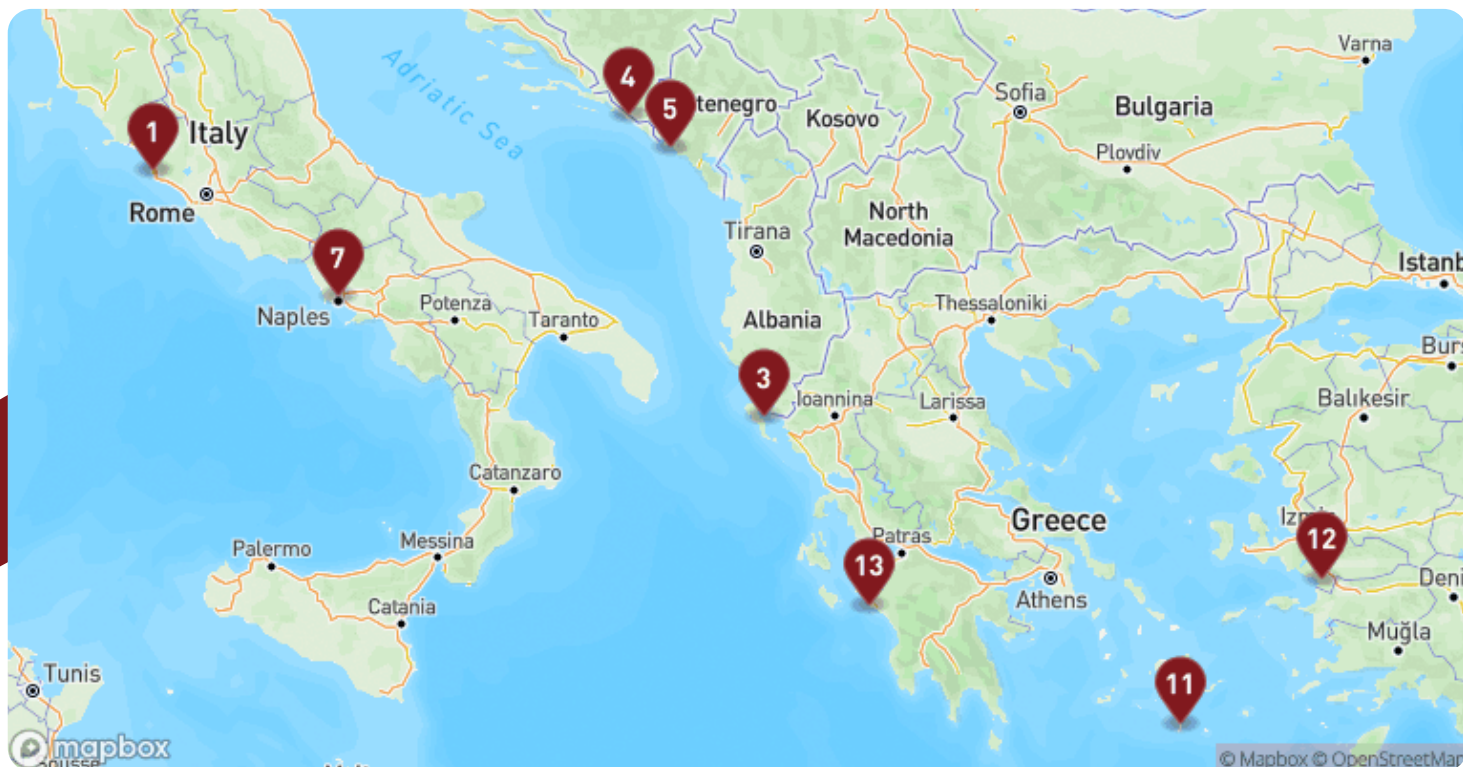 Varna
Adriatic Sea
4
Sofia
Bulgaria
5
tenegro
Kosovo
1
Italy
Plovdiv
Rome
North
Macedonia
Tirana
7
Istanb
Naples
Potenza
Taranto
Albania
Thessaloniki
Burs
3
Ioannina
Larissa
Balıkesir
Catanzaro
Greece
Izmir
Palermo
Messina
Patras
12
13
Athens
Deni
Catania
Muğla
Tunis
11
mapbox
ousse
© Mapbox © OpenStreetMap